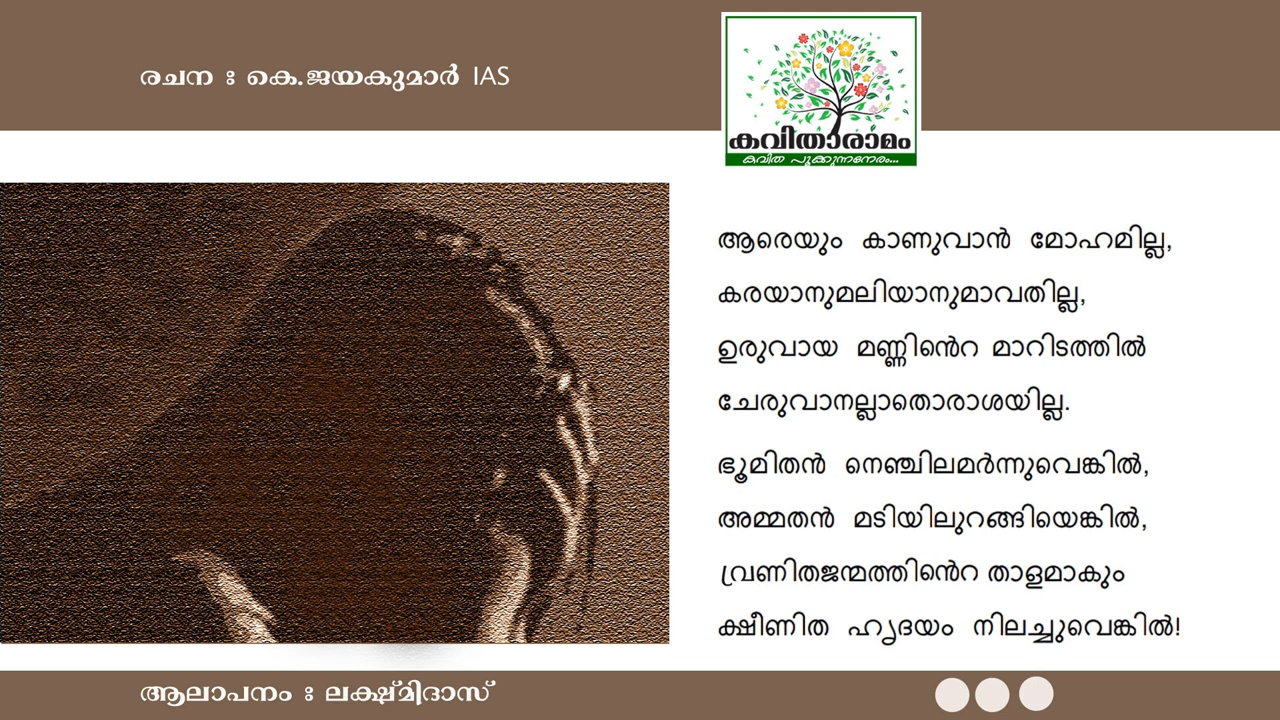 രചന : കെ.ജയകുമാർ IAS
കവിതാരാമം
കവിത പൂക്കുന്നനേരം...
ആരെയും കാണുവാൻ മോഹമില്ല,
കരയാനുമലിയാനുമാവതില്ല,
ഉരുവായ മണ്ണിൻെറ മാറിടത്തിൽ
ചേരുവാനല്ലാതൊരാശയില്ല.
ഭൂമിതൻ നെഞ്ചിലമർന്നുവെങ്കിൽ,
അമ്മതൻ മടിയിലുറങ്ങിയെങ്കിൽ,
വ്രണിതജന്മത്തിൻെറ താളമാകും
ക്ഷീണിത ഹൃദയം നിലച്ചുവെങ്കിൽ!
ആലാപനം : ലക്ഷ്മിദാസ്